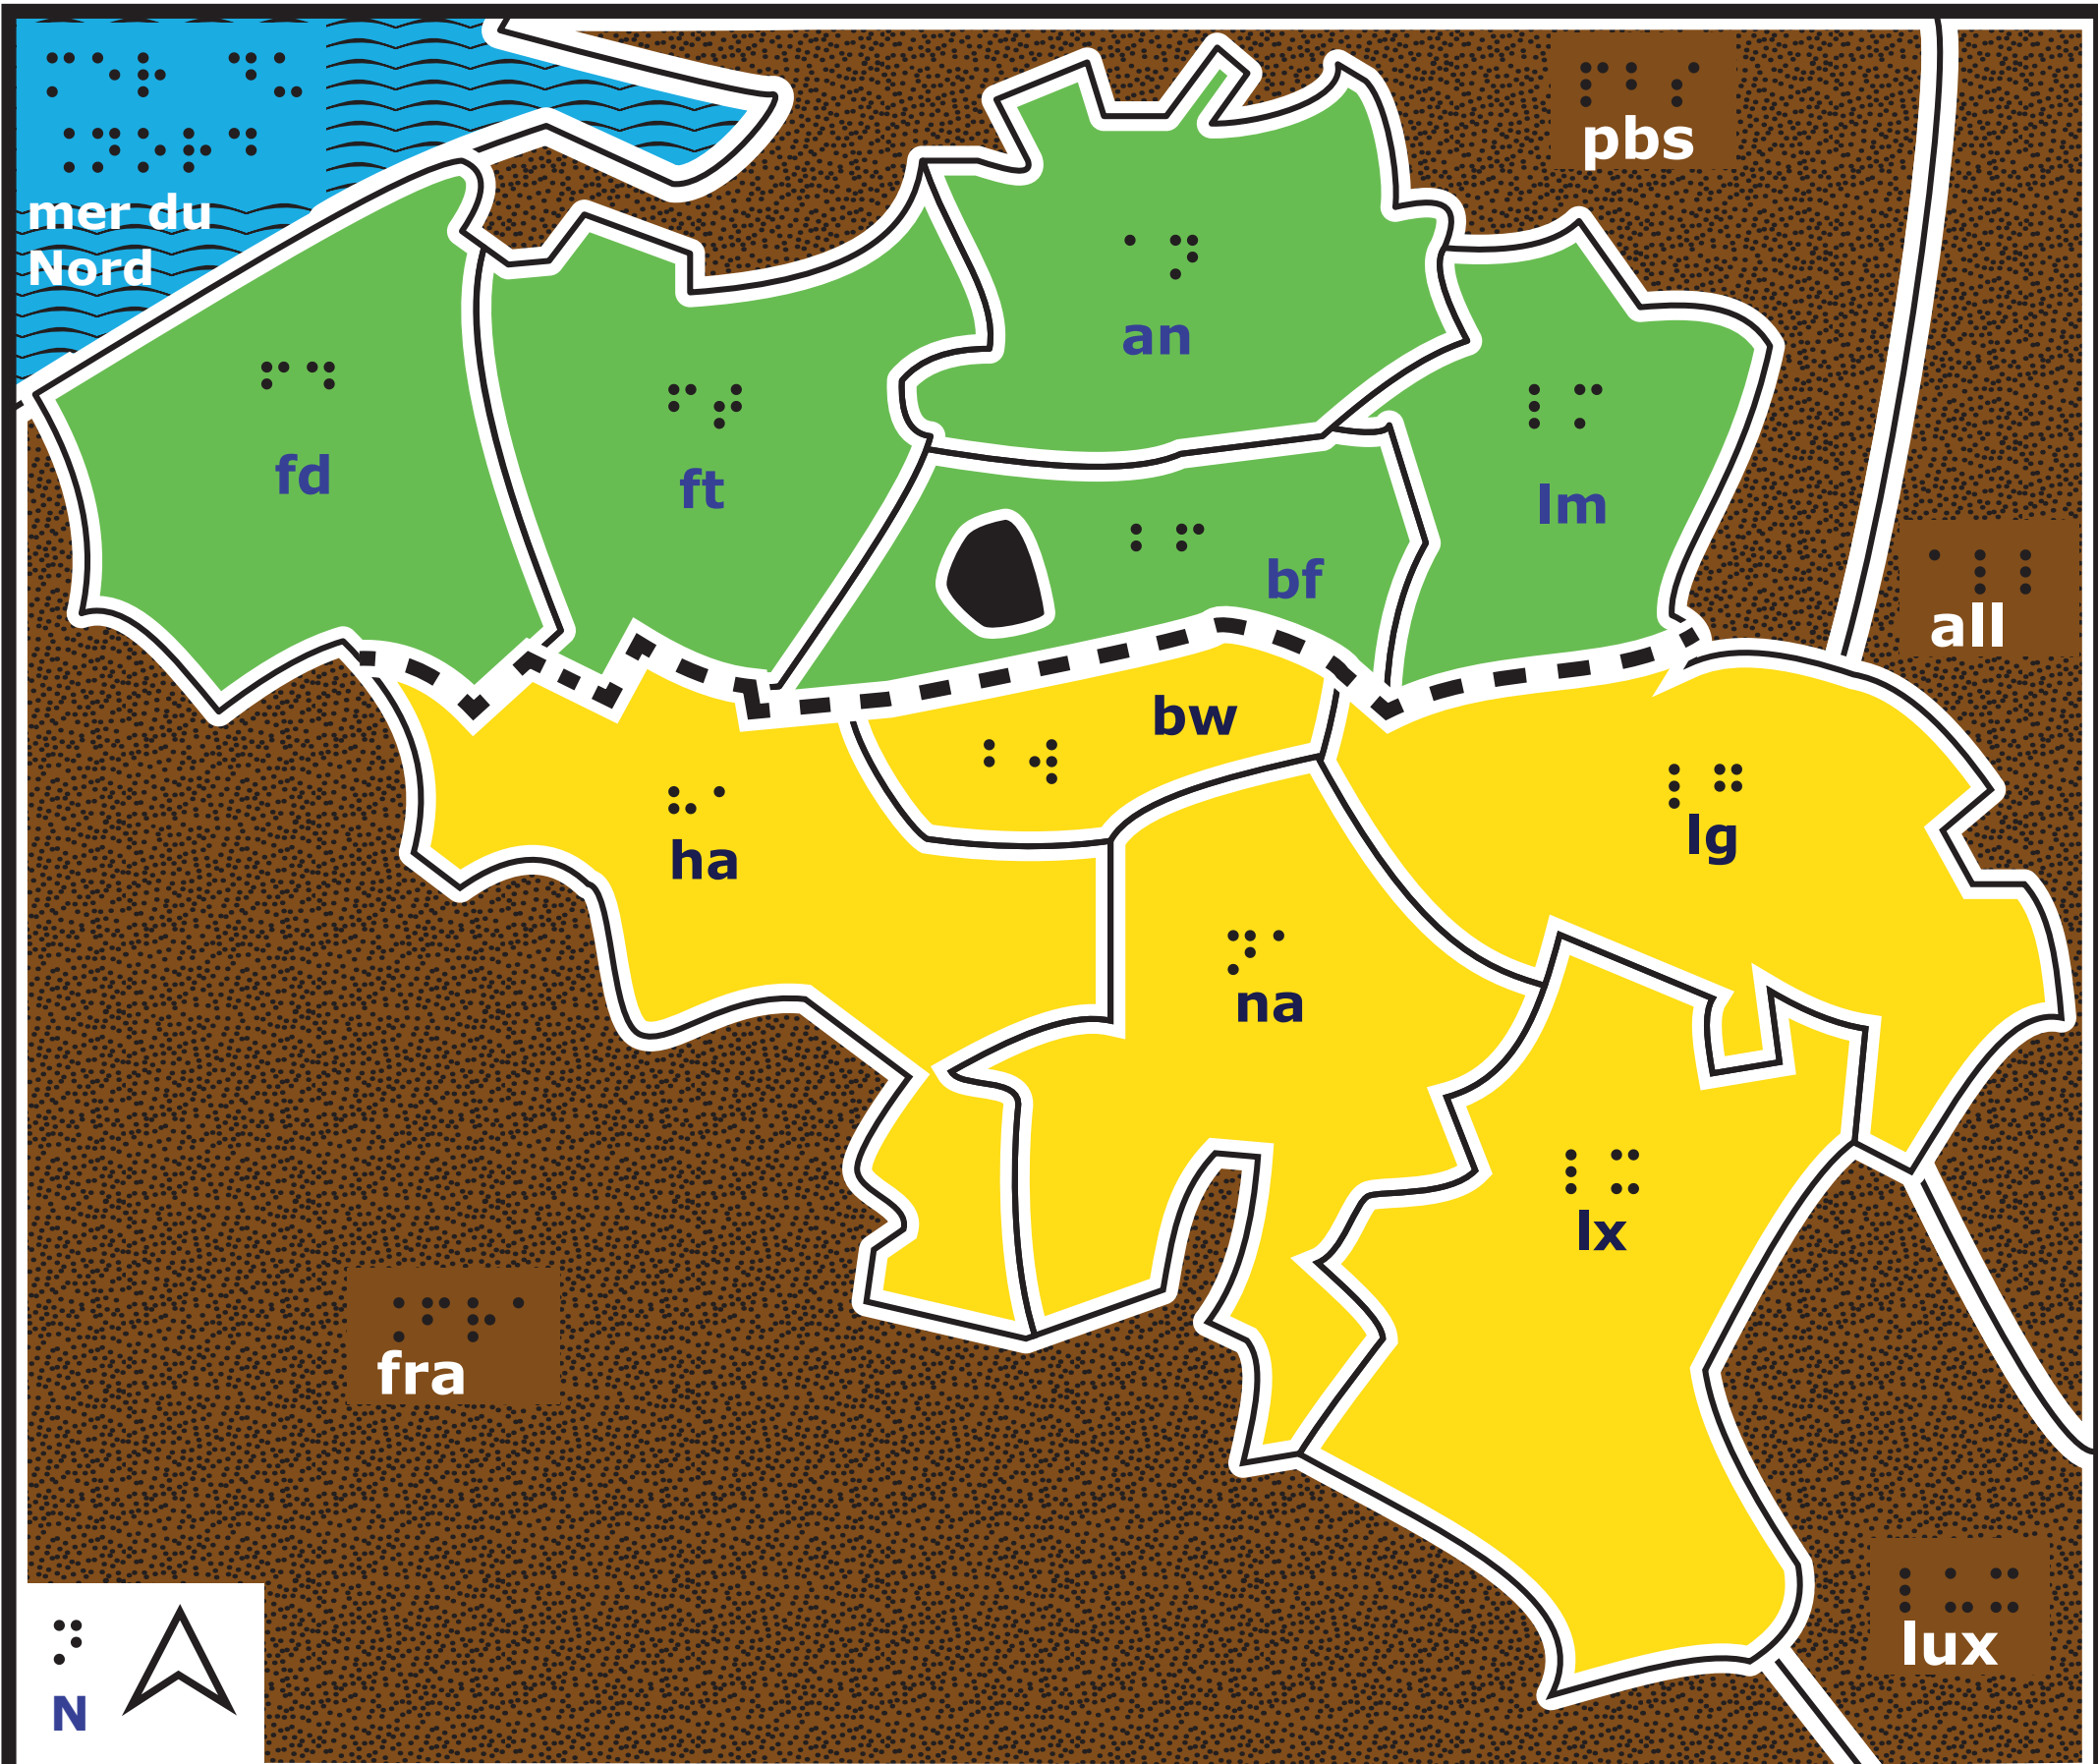 ⠍⠑⠗ ⠙⠥
⠨⠝⠕⠗⠙
mer du
Nord
⠏⠃⠎
pbs
⠁⠝
an
⠋⠙
fd
⠋⠞
ft
⠇⠍
lm
⠃⠋
bf
⠁⠇⠇
all
bw
⠃⠺
⠓⠁
ha
⠇⠛
lg
⠝⠁
na
⠇⠭
lx
⠨⠋⠗⠁
fra
⠇⠥⠭
lux
⠝
N